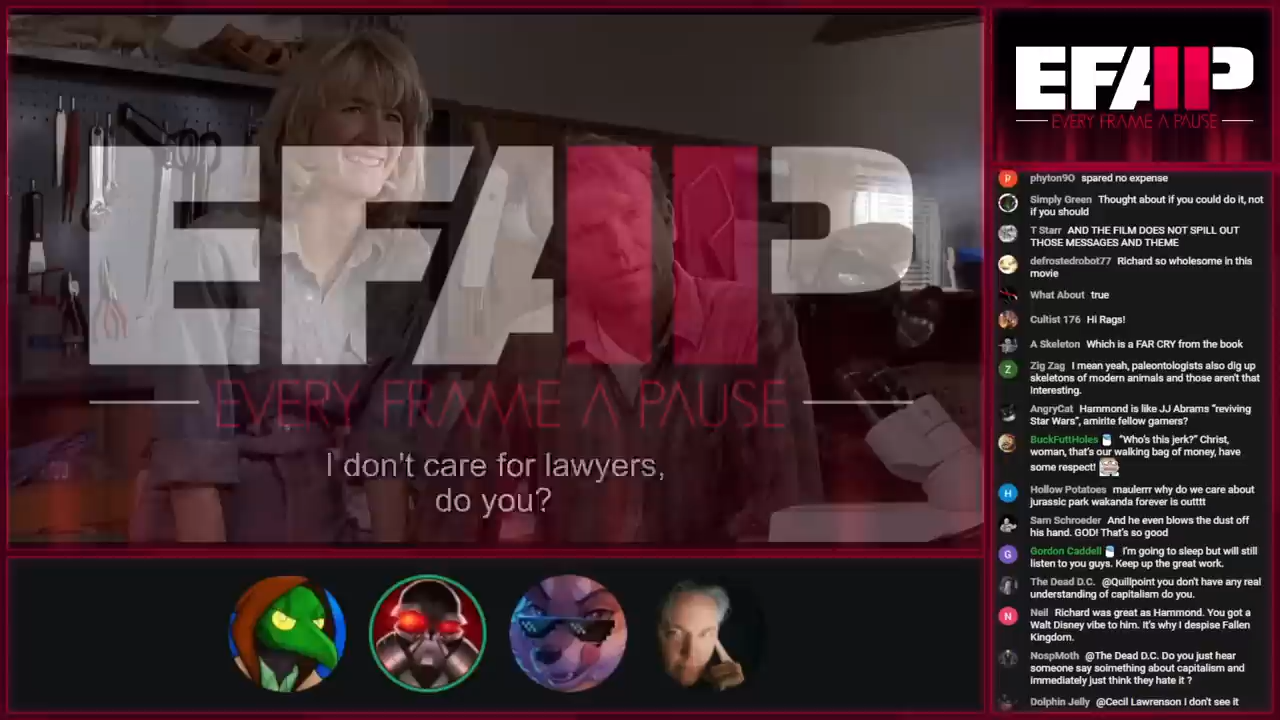 EFAP
EVERY FRAME A PAUSE
I don't care for lawyers,
do you?
EFAP
EVERY FRAME A PAUSE
P phyton90 spared no expense
Simply Green Thought about if you could do it, not
if you should
T Starr AND THE FILM DOES NOT SPILL OUT
THOSE MESSAGES AND THEME
defrostedrobot77 Richard so wholesome in this
movie
What About true
Cultist 176 Hi Rags!
A Skeleton Which is a FAR CRY from the book
Z Zig Zag I mean yeah, paleontologists also dig up
skeletons of modern animals and those aren't that
interesting.
AngryCat Hammond is like JJ Abrams "reviving
Star Wars", amirite fellow gamers?
BuckFuttHoles "Who's this jerk?" Christ,
woman, that's our walking bag of money, have
some respect!
H Hollow Potatoes maulerrr why do we care about
jurassic park wakanda forever is outttt
Sam Schroeder And he even blows the dust off
his hand. GOD! That's so good
G Gordon Caddell I'm going to sleep but will still
listen to you guys. Keep up the great work.
The Dead D.C. @Quillpoint you don't have any real
understanding of capitalism do you.
N Neil Richard was great as Hammond. You got a
Walt Disney vibe to him. It's why I despise Fallen
Kingdom.
NospMoth @The Dead D.C. Do you just hear
someone say soimething about capitalism and
immediately just think they hate it ?
Dolphin Jelly @Cecil Lawrenson I don't see it